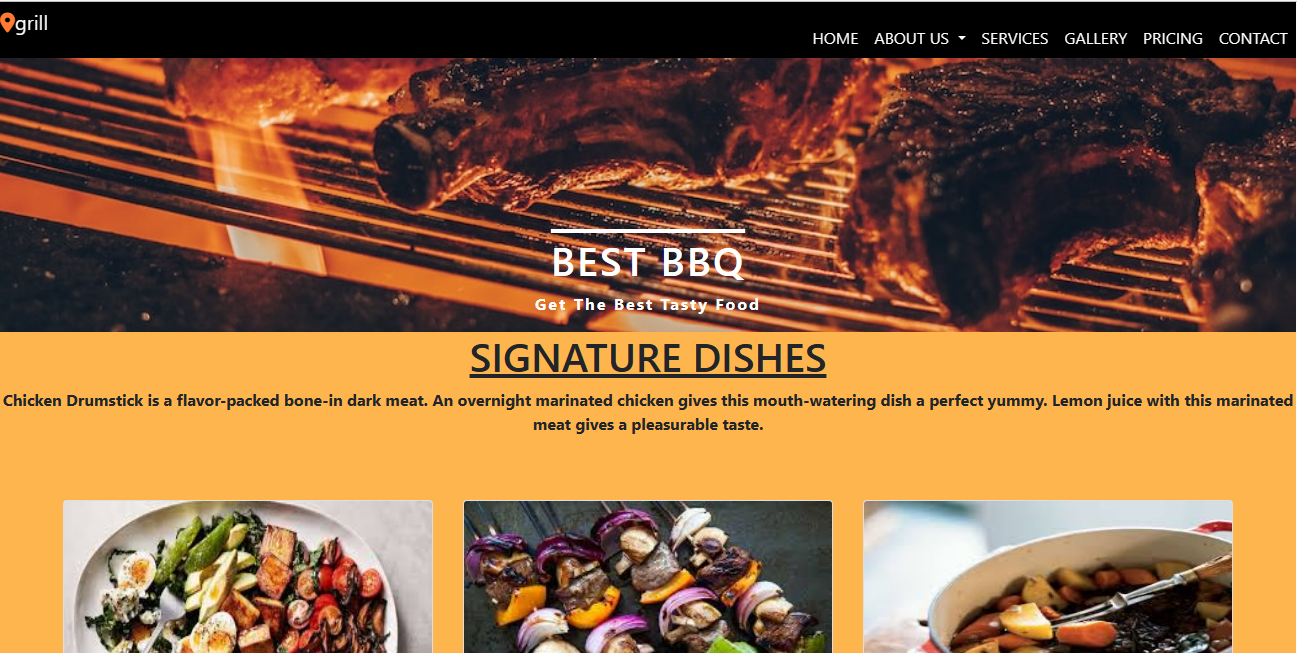 grill
HOME ABOUT US SERVICES GALLERY PRICING CONTACT
BEST BBQ
Get The Best Tasty Food
SIGNATURE DISHES
Chicken Drumstick is a flavor-packed bone-in dark meat. An overnight marinated chicken gives this mouth-watering dish a perfect yummy. Lemon juice with this marinated
meat gives a pleasurable taste.